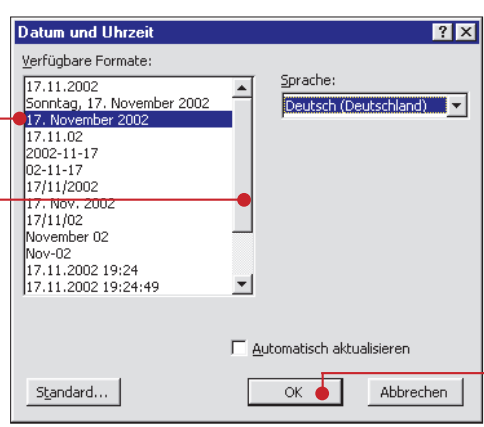 Datum und Uhrzeit
Verfügbare Formate:
17.11.2002
Sonntag, 17. November 2002
17. November 2002
17.11.02
2002-11-17
02-11-17
17/11/2002
17. Nov. 2002
17/11/02
November 02
Nov-02
17.11.2002 19:24
17.11.2002 19:24:49
Sprache:
Deutsch (Deutschland)
Automatisch aktualisieren
Standard...
OK
Abbrechen